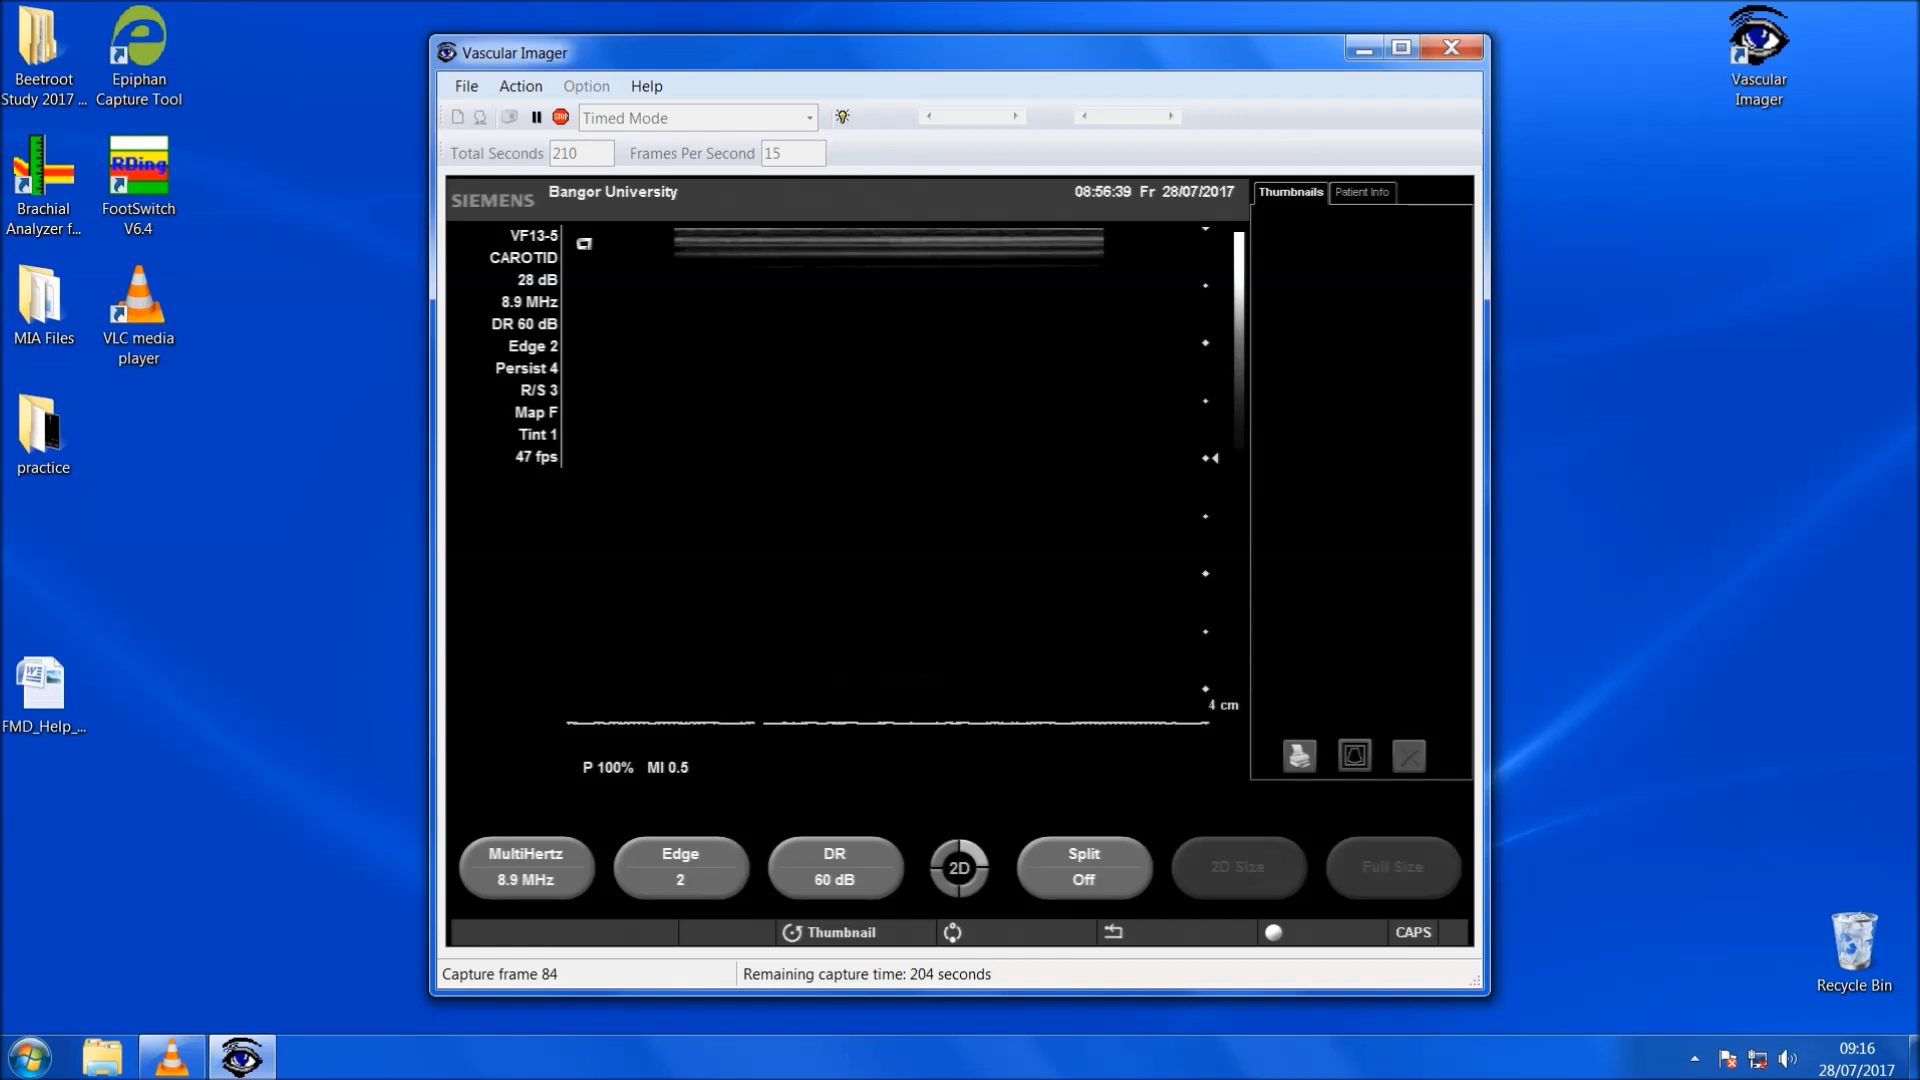 Beetroot
Study 2017 ...
Epiphan
Capture Tool
Brachial
Analyzer f...
RDing
FootSwitch
V6.4
MIA Files
VLC media
player
practice
FMD_Help_...
Vascular
Imager
Recycle Bin
Vascular Imager
File Action Option Help
STOP Timed Mode
Total Seconds 210 Frames Per Second 15
SIEMENS Bangor University 08:56:39 Fr 28/07/2017
Thumbnails Patient Info
VF13-5
CAROTID
28 dB
8.9 MHz
DR 60 dB
Edge 2
Persist 4
R/S 3
Map F
Tint 1
47 fps
4 cm
P 100% MI 0.5
MultiHertz
8.9 MHz
Edge
2
DR
60 dB
2D
Split
Off
2D Size
Full Size
Thumbnail
CAPS
Capture frame 84
Remaining capture time: 204 seconds
09:16
28/07/2017